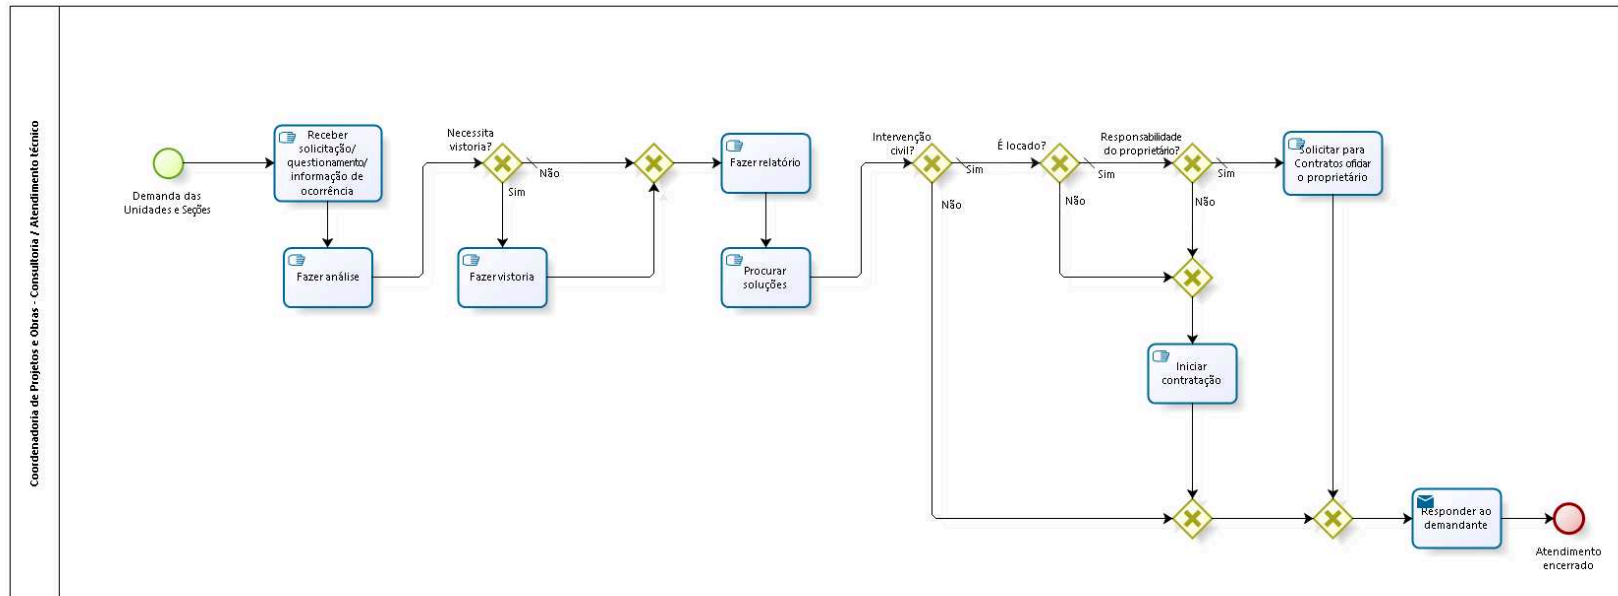 Coordenadoria de Projetos e Obras - Consultoria / Atendimento técnico
Demanda das
Unidades e Seções
Receber
solicitação/
questionamento/
informação de
ocorrência
Fazer análise
Necessita
vistoria?
Não
Sim
Fazer vistoria
Fazer relatório
Procurar
soluções
Intervenção
civil?
Sim
Não
É locado?
Sim
Não
Responsabilidade
do proprietário?
Sim
Não
Solicitar para
Contratos oficiar
o proprietário
Iniciar
contratação
Responder ao
demandante
Atendimento
encerrado